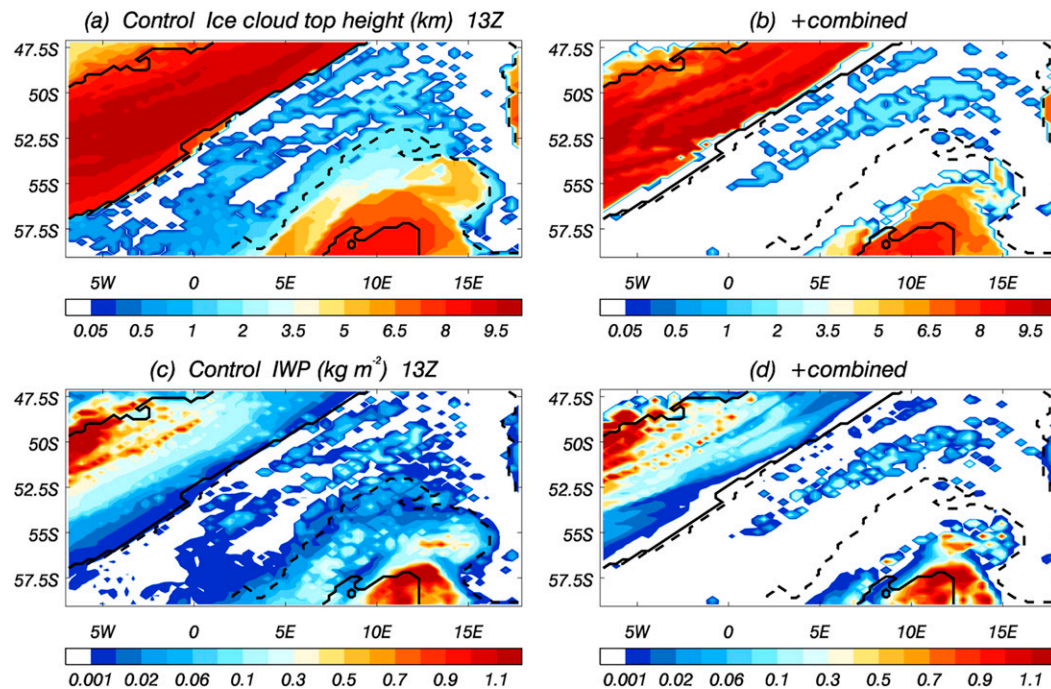 (a) Control Ice cloud top height (km) 13Z
(b) +combined
47.5S
50S
52.5S
55S
57.5S
5W 0 5E 10E 15E
0.05 0.5 1 2 3.5 5 6.5 8 9.5
47.5S
50S
52.5S
55S
57.5S
5W 0 5E 10E 15E
0.05 0.5 1 2 3.5 5 6.5 8 9.5
(c) Control IWP (kg m⁻²) 13Z
(d) +combined
47.5S
50S
52.5S
55S
57.5S
5W 0 5E 10E 15E
0.001 0.02 0.06 0.1 0.3 0.5 0.7 0.9 1.1
47.5S
50S
52.5S
55S
57.5S
5W 0 5E 10E 15E
0.001 0.02 0.06 0.1 0.3 0.5 0.7 0.9 1.1